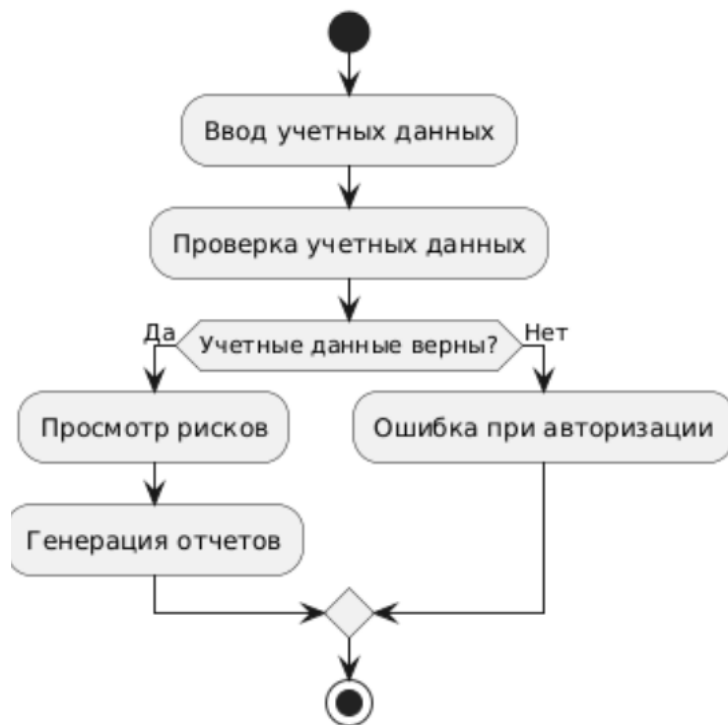 Ввод учетных данных
Проверка учетных данных
Да
Учетные данные верны?
Нет
Просмотр рисков
Ошибка при авторизации
Генерация отчетов